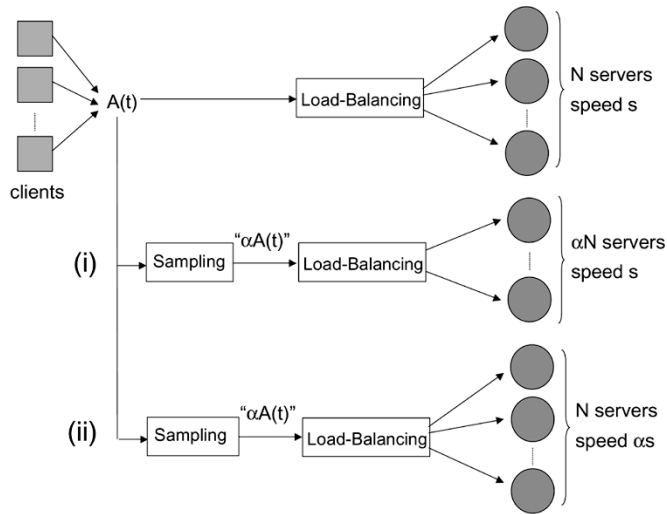 A(t)
Load-Balancing
N servers
speed s
clients
(i)
Sampling
“αA(t)”
Load-Balancing
αN servers
speed s
(ii)
Sampling
“αA(t)”
Load-Balancing
N servers
speed αs